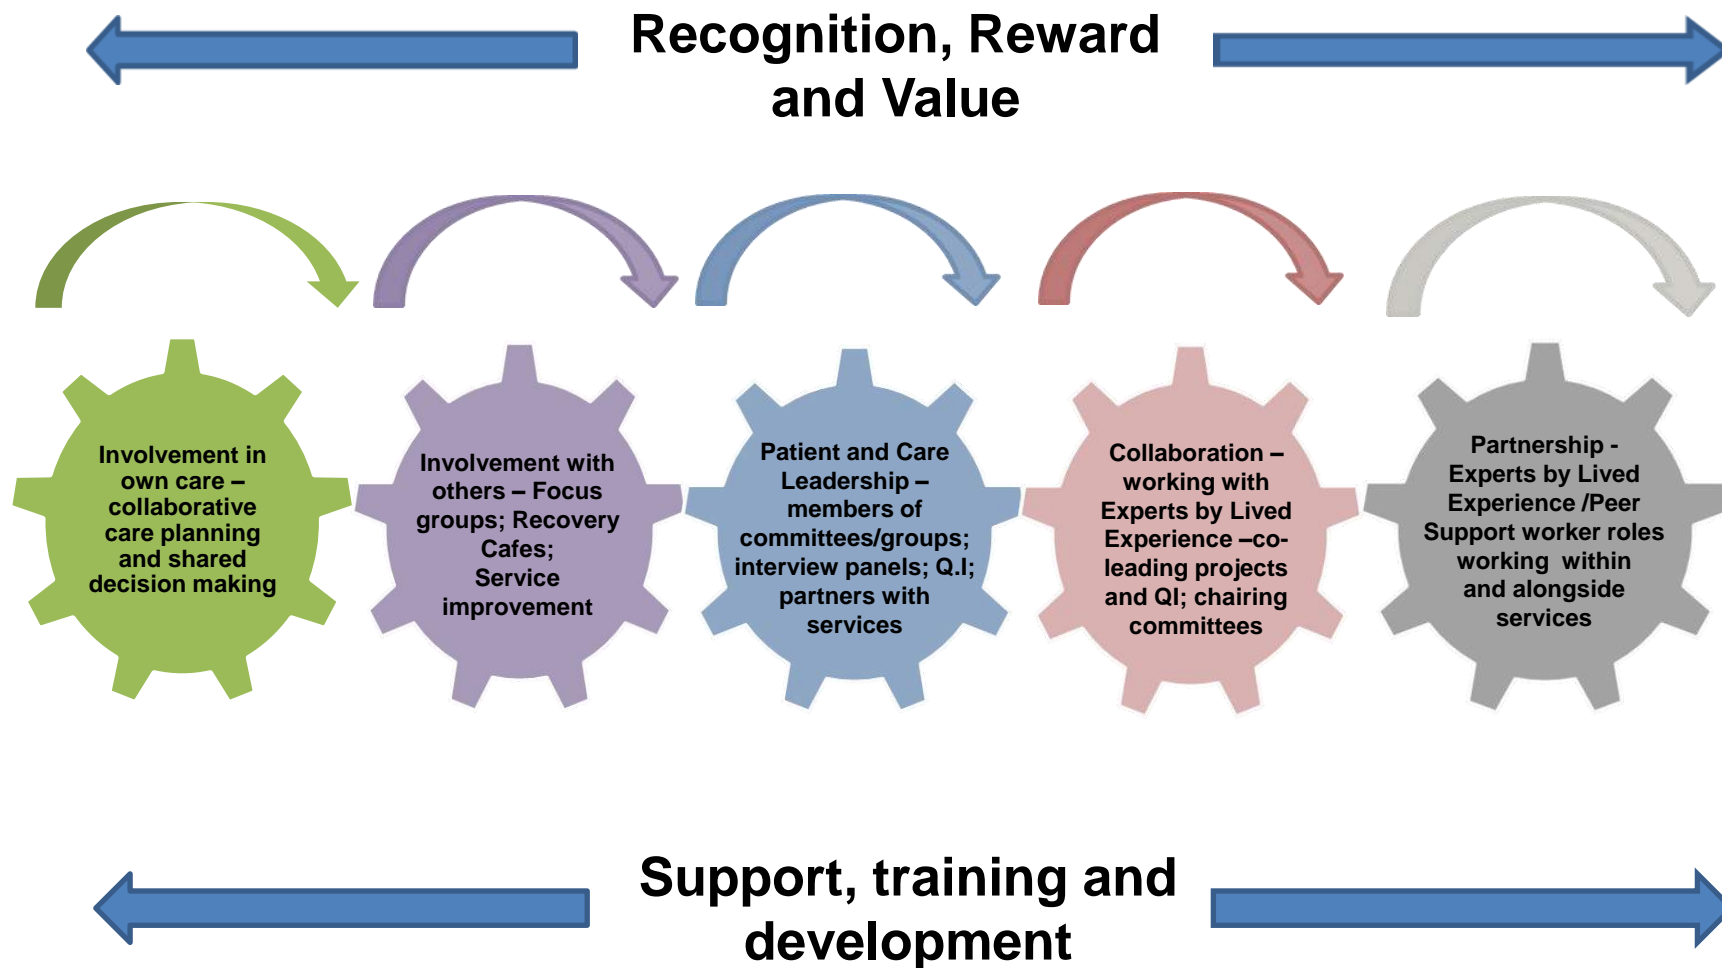 Recognition, Reward
and Value
Involvement in
own care –
collaborative
care planning
and shared
decision making
Involvement with
others – Focus
groups; Recovery
Cafes;
Service
improvement
Patient and Care
Leadership –
members of
committees/groups;
interview panels; Q.I;
partners with
services
Collaboration –
working with
Experts by Lived
Experience –co-
leading projects
and QI; chairing
committees
Partnership -
Experts by Lived
Experience /Peer
Support worker roles
working  within
and alongside
services
Support, training and
development